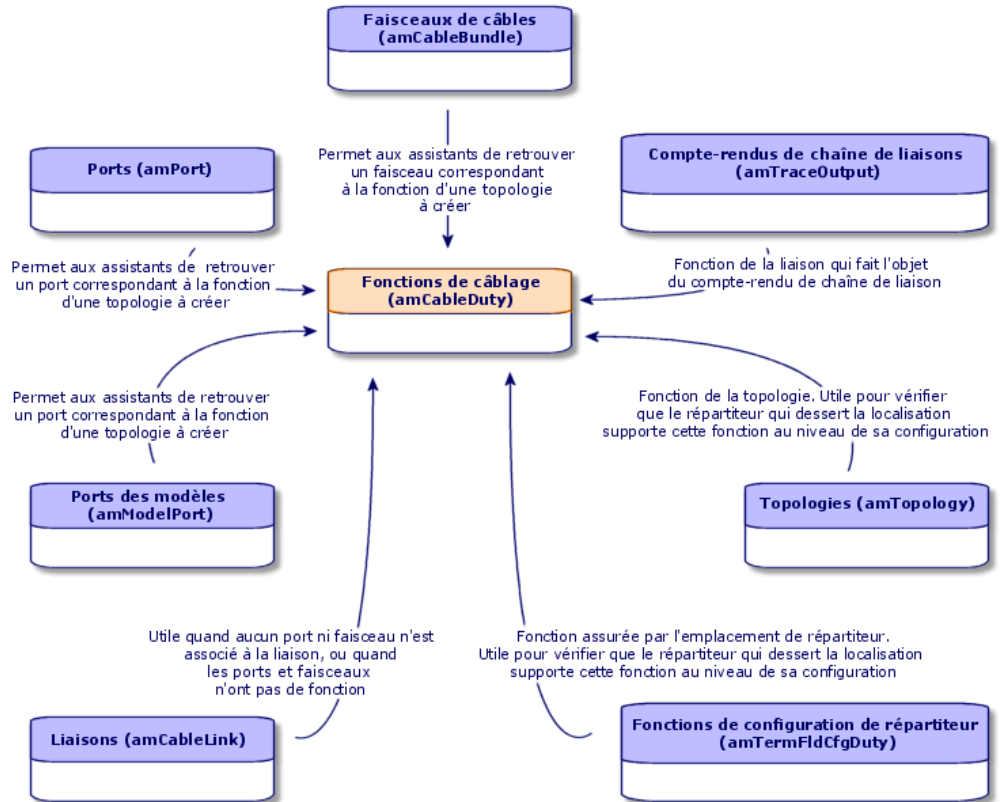 Faisceaux de câbles
(amCableBundle)
Permet aux assistants de retrouver
un faisceau correspondant
à la fonction d'une topologie
à créer
Ports (amPort)
Compte-rendus de chaîne de liaisons
(amTraceOutput)
Permet aux assistants de retrouver
un port correspondant à la fonction
d'une topologie à créer
Fonctions de câblage
(amCableDuty)
Fonction de la liaison qui fait l'objet
du compte-rendu de chaîne de liaison
Permet aux assistants de retrouver
un port correspondant à la fonction
d'une topologie à créer
Fonction de la topologie. Utile pour vérifier
que le répartiteur qui dessert la localisation
supporte cette fonction au niveau de sa configuration
Ports des modèles
(amModelPort)
Topologies (amTopology)
Utile quand aucun port ni faisceau n'est
associé à la liaison, ou quand
les ports et faisceaux
n'ont pas de fonction
Fonction assurée par l'emplacement de répartiteur.
Utile pour vérifier que le répartiteur qui dessert la localisation
supporte cette fonction au niveau de sa configuration
Liaisons (amCableLink)
Fonctions de configuration de répartiteur
(amTermFldCfgDuty)